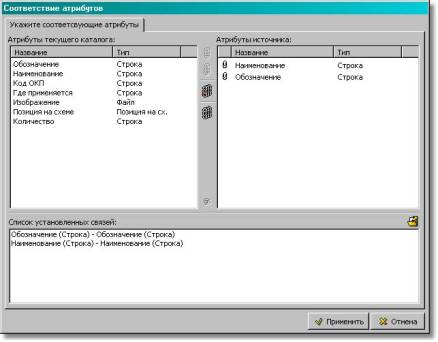 Соответствие атрибутов
Укажите соответсвующие атрибуты
Атрибуты текущего каталога:
Название Тип
Обозначение Строка
Наименование Строка
Код ОКП Строка
Где применяется Строка
Изображение Файл
Позиция на схеме Позиция на сх.
Количество Строка
Атрибуты источника:
Название Тип
Наименование Строка
Обозначение Строка
Список установленных связей:
Обозначение (Строка) - Обозначение (Строка)
Наименование (Строка) - Наименование (Строка)
Применить Отмена